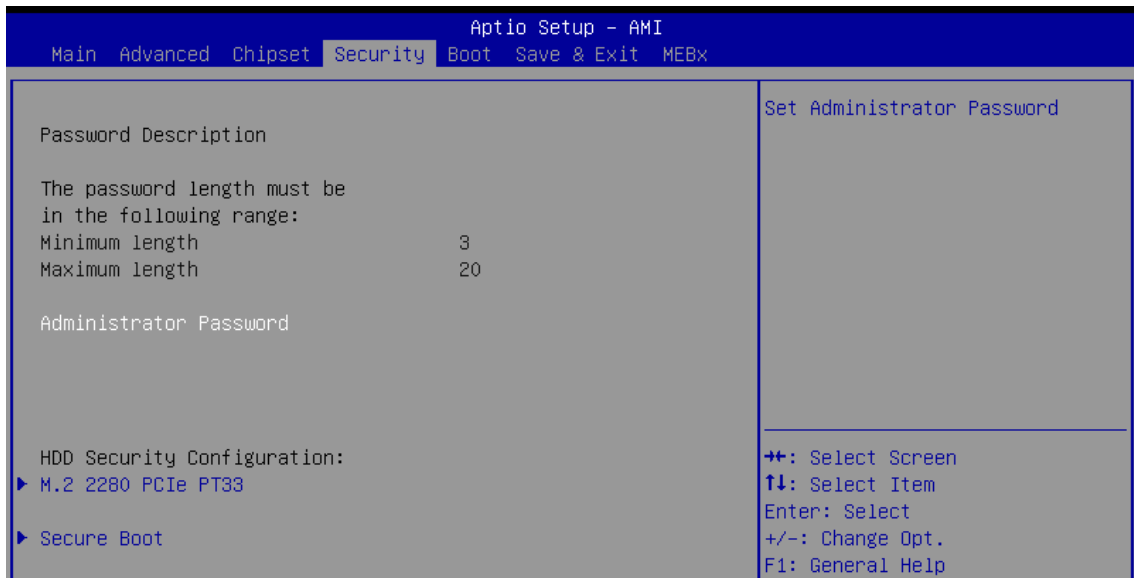 Aptio Setup – AMI
Main Advanced Chipset Security Boot Save & Exit MEBx
Password Description
The password length must be
in the following range:
Minimum length 3
Maximum length 20
Administrator Password
HDD Security Configuration:
▶ M.2 2280 PCIe PT33
▶ Secure Boot
Set Administrator Password
→←: Select Screen
↑↓: Select Item
Enter: Select
+/-: Change Opt.
F1: General Help